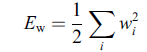 E_w = \frac{1}{2} \sum_i w_i^2